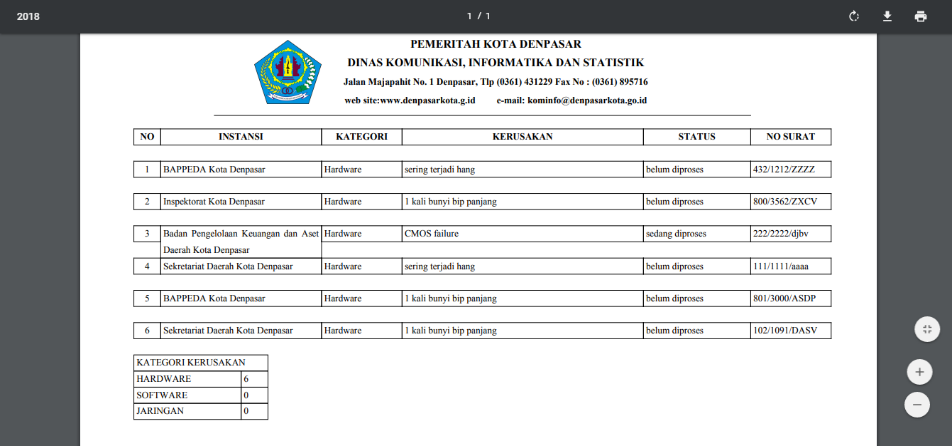 2018
1 / 1
PEMERITAH KOTA DENPASAR
DINAS KOMUNIKASI, INFORMATIKA DAN STATISTIK
Jalan Majapahit No. 1 Denpasar, Tlp (0361) 431229 Fax No : (0361) 895716
web site:www.denpasarkota.g.id e-mail: kominfo@denpasarkota.go.id
NO INSTANSI KATEGORI KERUSAKAN STATUS NO SURAT
1 BAPPEDA Kota Denpasar Hardware sering terjadi hang belum diproses 432/1212/ZZZZ
2 Inspektorat Kota Denpasar Hardware 1 kali bunyi bip panjang belum diproses 800/3562/ZXCV
3 Badan Pengelolaan Keuangan dan Aset Hardware CMOS failure sedang diproses 222/2222/djbv
Daerah Kota Denpasar
4 Sekretariat Daerah Kota Denpasar Hardware sering terjadi hang belum diproses 111/1111/aaaa
5 BAPPEDA Kota Denpasar Hardware 1 kali bunyi bip panjang belum diproses 801/3000/ASDP
6 Sekretariat Daerah Kota Denpasar Hardware 1 kali bunyi bip panjang belum diproses 102/1091/DASV
KATEGORI KERUSAKAN
HARDWARE 6
SOFTWARE 0
JARINGAN 0